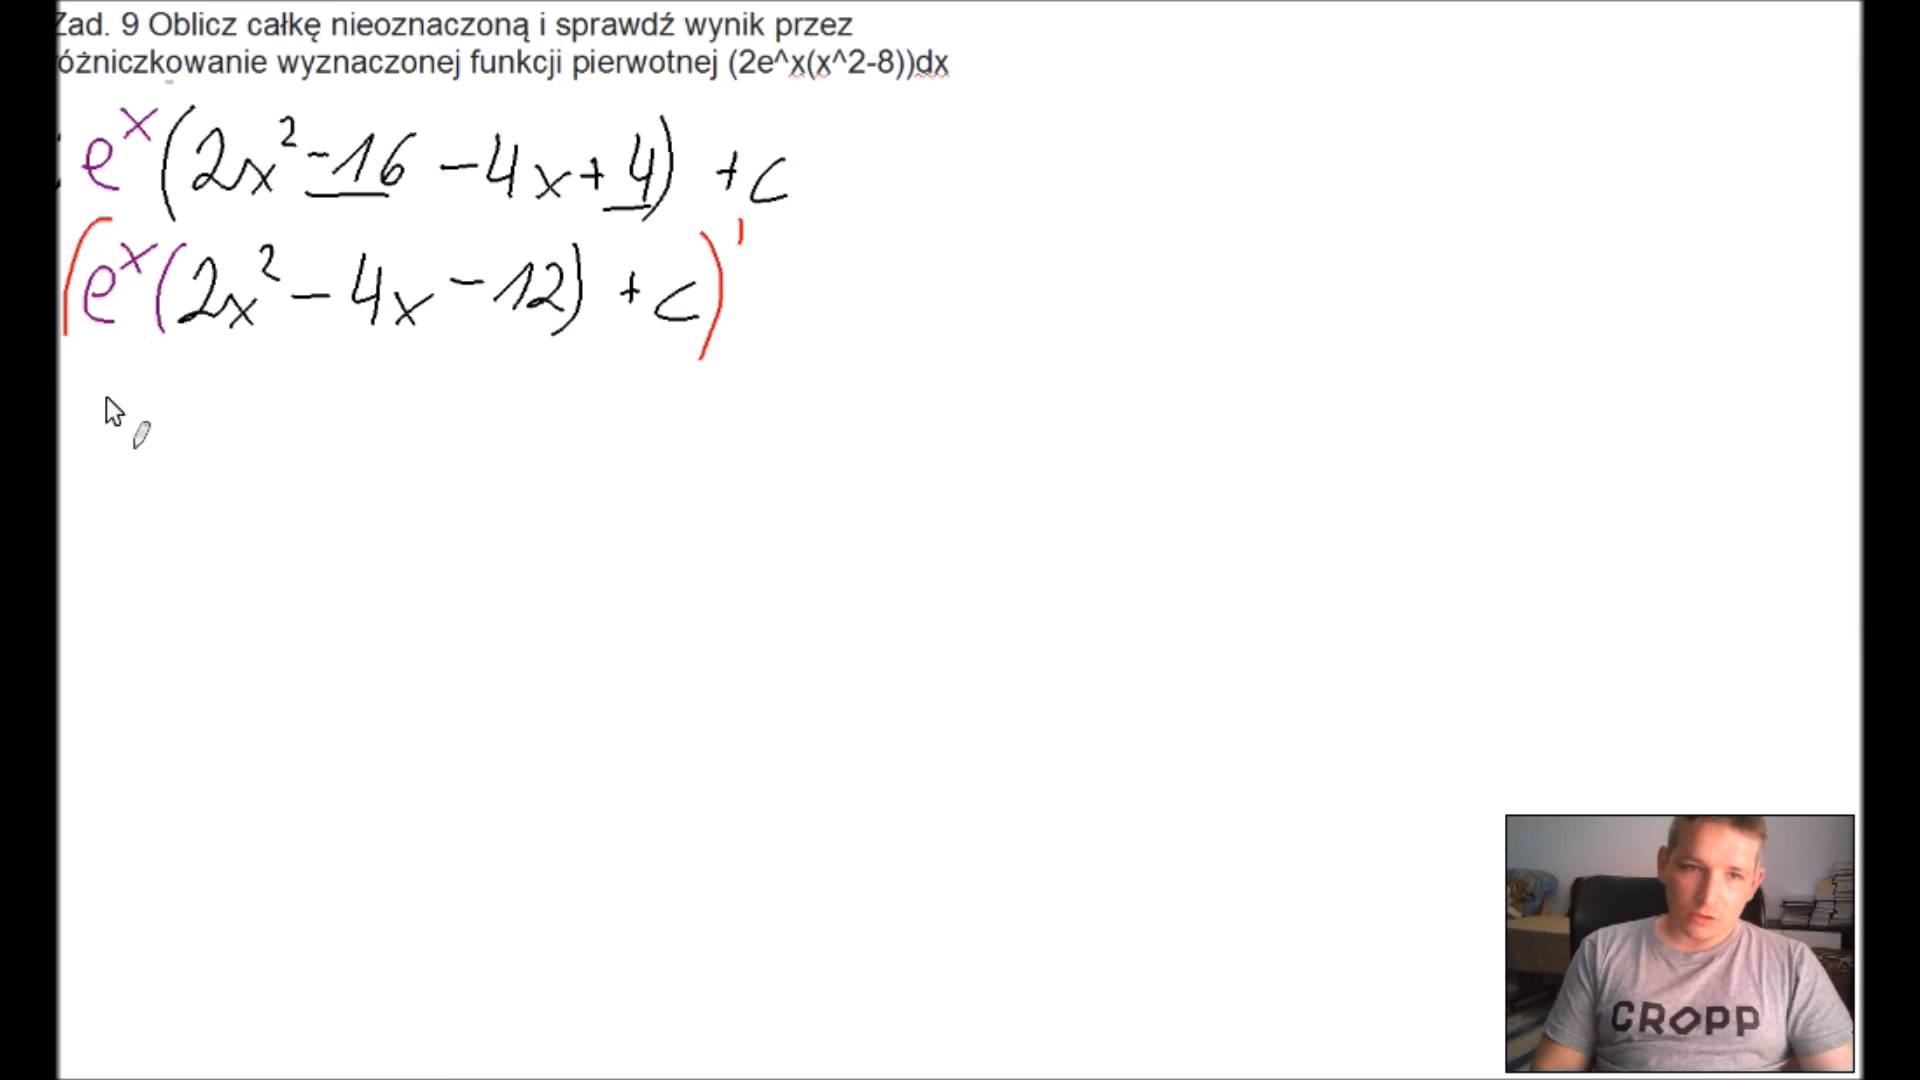 Zad. 9 Oblicz całkę nieoznaczoną i sprawdź wynik przez
óżniczkowanie wyznaczonej funkcji pierwotnej (2e^x(x^2-8))dx
e^x (2x^2 -16 -4x+4) +c
(e^x (2x^2 - 4x -12) +c)'
CROPP